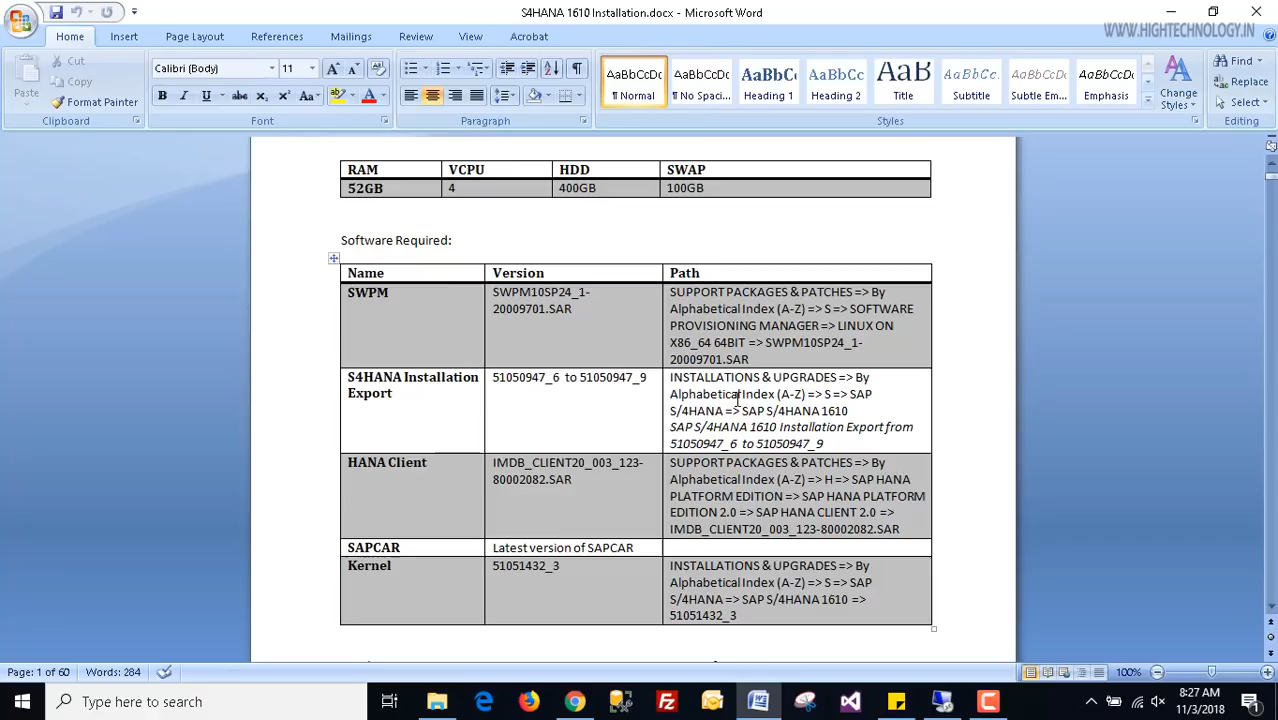 S4HANA 1610 Installation.docx - Microsoft Word
WWW.HIGHTECHNOLOGY.IN
Home Insert Page Layout References Mailings Review View Acrobat
Paste
Cut
Copy
Format Painter
Clipboard
Calibri (Body) 11
Font
Paragraph
AaBbCcDc AaBbCcDc AaBbCc AaBbCc AaB AaBbCc. AaBbCcDc AaBbCcDc
¶ Normal ¶ No Spaci... Heading 1 Heading 2 Title Subtitle Subtle Em... Emphasis
Change
Styles
Styles
Find
Replace
Select
Editing
RAM VCPU HDD SWAP
52GB 4 400GB 100GB
Software Required:
Name Version Path
SWPM
SWPM10SP24_1-
20009701.SAR
SUPPORT PACKAGES & PATCHES => By
Alphabetical Index (A-Z) => S => SOFTWARE
PROVISIONING MANAGER => LINUX ON
X86_64 64BIT => SWPM10SP24_1-
20009701.SAR
S4HANA Installation
Export
51050947_6 to 51050947_9
INSTALLATIONS & UPGRADES => By
Alphabetical Index (A-Z) => S => SAP
S/4HANA => SAP S/4HANA 1610
SAP S/4HANA 1610 Installation Export from
51050947_6 to 51050947_9
HANA Client
IMDB_CLIENT20_003_123-
80002082.SAR
SUPPORT PACKAGES & PATCHES => By
Alphabetical Index (A-Z) => H => SAP HANA
PLATFORM EDITION => SAP HANA PLATFORM
EDITION 2.0 => SAP HANA CLIENT 2.0 =>
IMDB_CLIENT20_003_123-80002082.SAR
SAPCAR Latest version of SAPCAR
Kernel
51051432_3
INSTALLATIONS & UPGRADES => By
Alphabetical Index (A-Z) => S => SAP
S/4HANA => SAP S/4HANA 1610 =>
51051432_3
Page: 1 of 60 Words: 284 100%
Type here to search
8:27 AM
11/3/2018